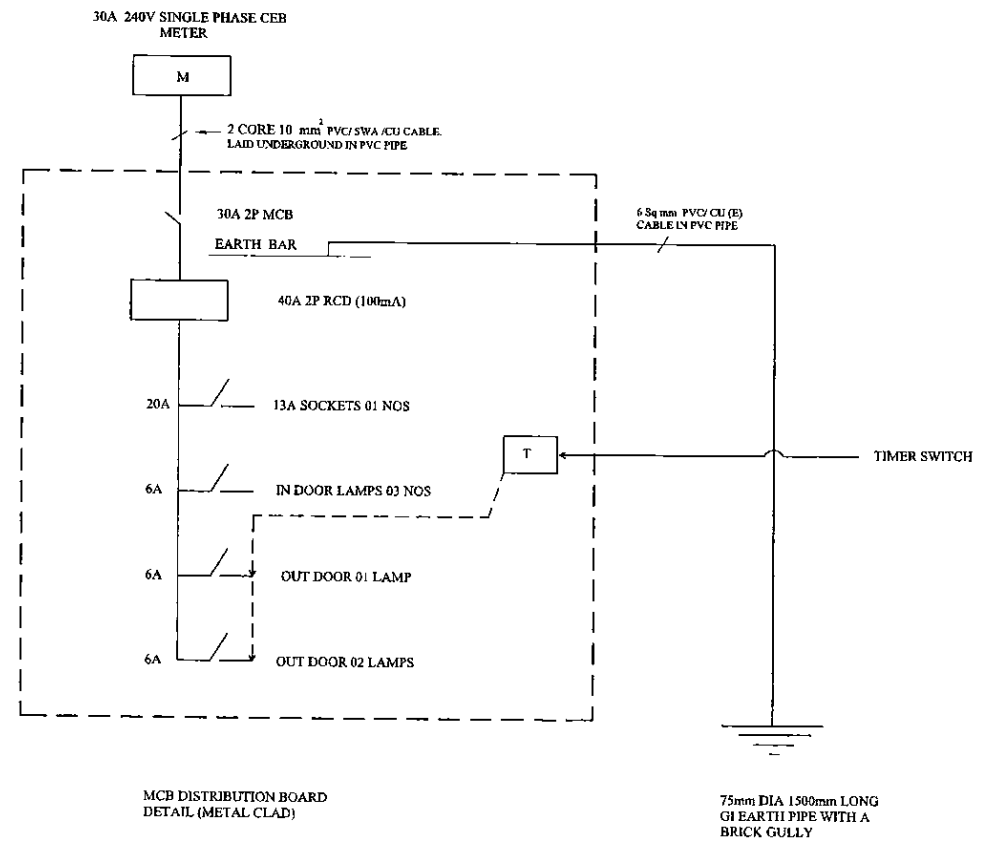 30A 240V SINGLE PHASE CEB
METER
M
2 CORE 10 mm² PVC/ SWA /CU CABLE.
LAID UNDERGROUND IN PVC PIPE
30A 2P MCB
6 Sq mm PVC/ CU (E)
CABLE IN PVC PIPE
EARTH BAR
40A 2P RCD (100mA)
20A
13A SOCKETS 01 NOS
T
TIMER SWITCH
6A
IN DOOR LAMPS 03 NOS
6A
OUT DOOR 01 LAMP
6A
OUT DOOR 02 LAMPS
MCB DISTRIBUTION BOARD
DETAIL (METAL CLAD)
75mm DIA 1500mm LONG
GI EARTH PIPE WITH A
BRICK GULLY